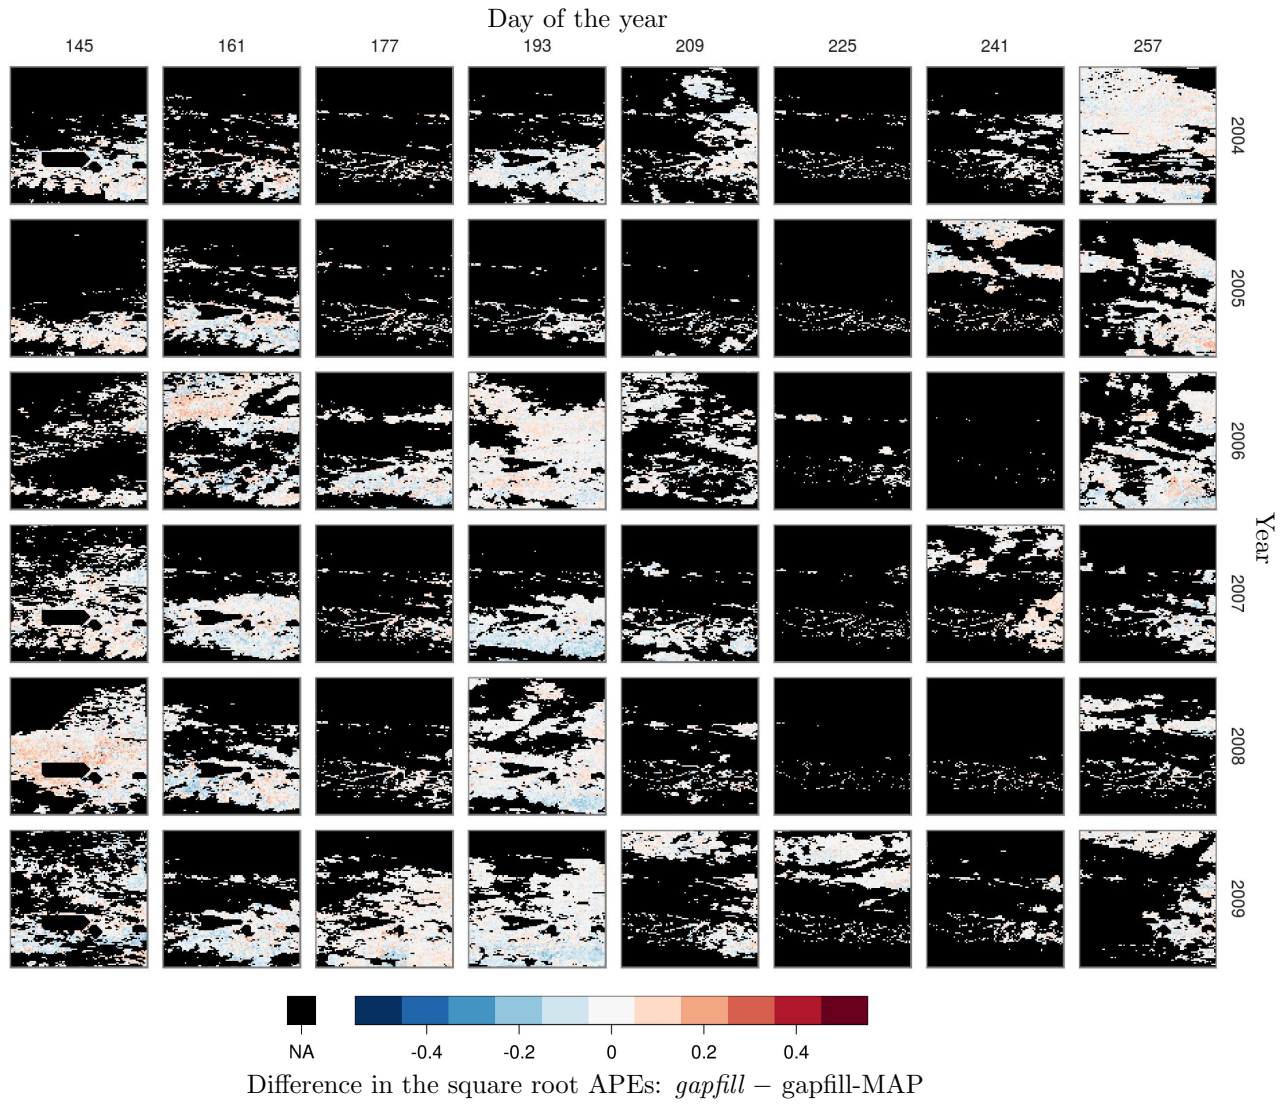 Day of the year
145 161 177 193 209 225 241 257
2004
2005
2006
2007
2008
2009
Year
NA -0.4 -0.2 0 0.2 0.4
Difference in the square root APEs: gapfill − gapfill-MAP